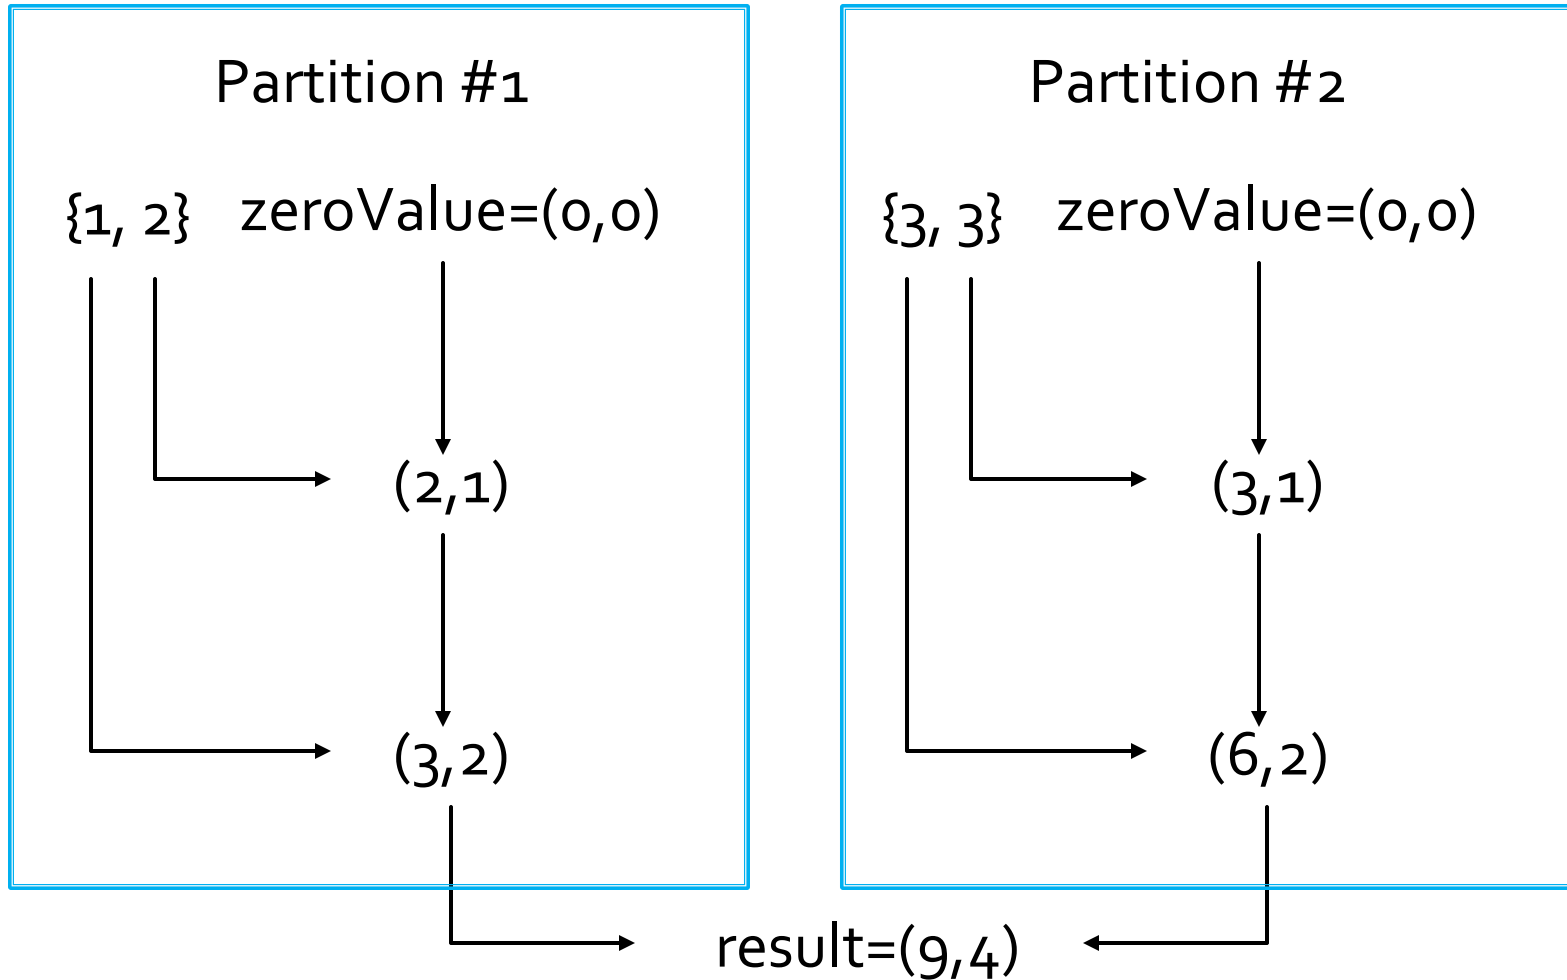 Partition #1
{1, 2} zeroValue=(0,0)
(2,1)
(3,2)
Partition #2
{3, 3} zeroValue=(0,0)
(3,1)
(6,2)
result=(9,4)